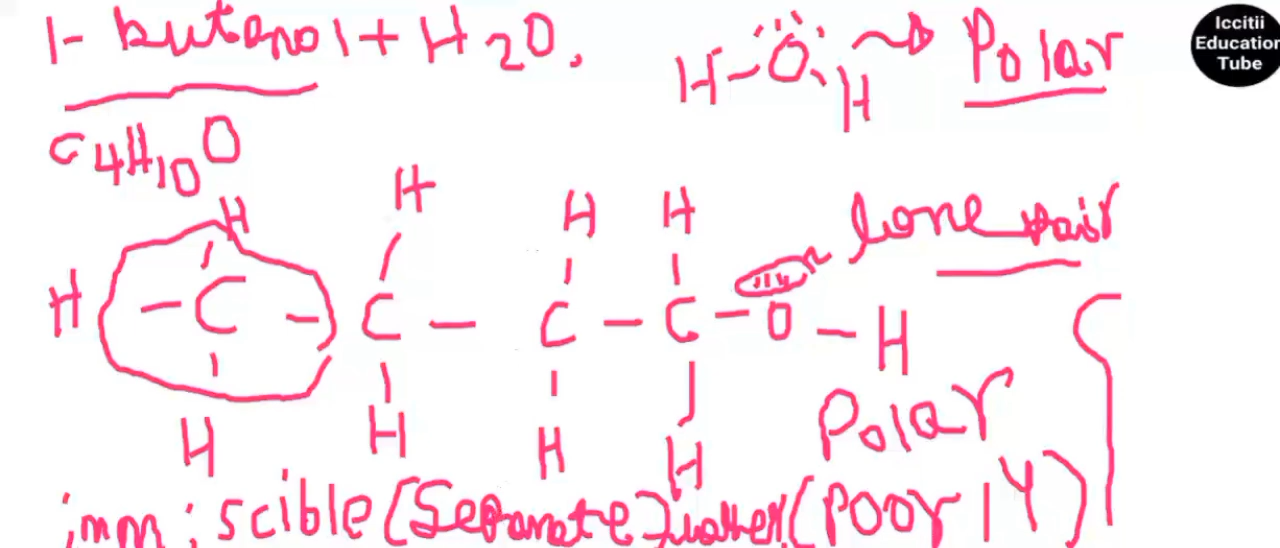 1- butanol + H2O.
H-O-H → Polar
Iccitii
Education
Tube
C4H10O
H H H H
lone pair
H - C - C - C - C - O - H
H H H H
Polar
immiscible (Separate) water (poorly)